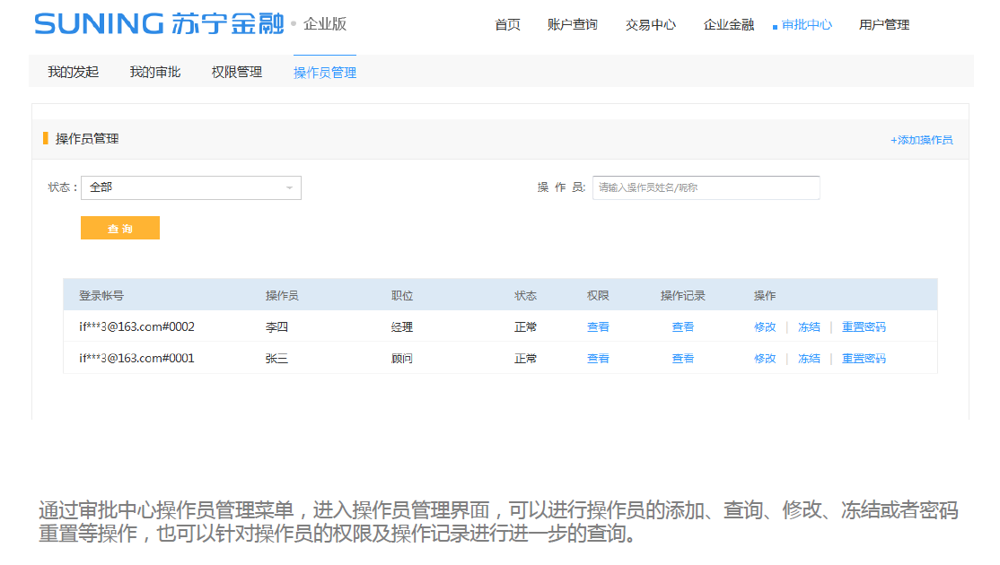 SUNING 苏宁金融 • 企业版 首页 账户查询 交易中心 企业金融 审批中心 用户管理
我的发起 我的审批 权限管理 操作员管理
操作员管理 +添加操作员
状态： 全部 操 作 员: 请输入操作员姓名/昵称
查 询
登录帐号 操作员 职位 状态 权限 操作记录 操作
if***3@163.com#0002 李四 经理 正常 查看 查看 修改 | 冻结 | 重置密码
if***3@163.com#0001 张三 顾问 正常 查看 查看 修改 | 冻结 | 重置密码
通过审批中心操作员管理菜单，进入操作员管理界面，可以进行操作员的添加、查询、修改、冻结或者密码
重置等操作，也可以针对操作员的权限及操作记录进行进一步的查询。